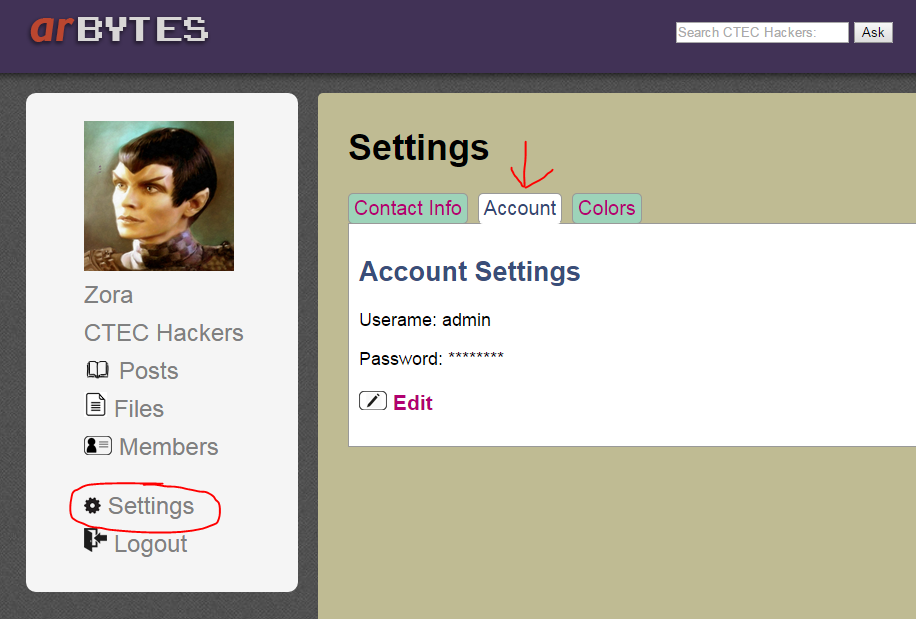 arBYTES
Search CTEC Hackers: Ask
Zora
CTEC Hackers
Posts
Files
Members
Settings
Logout
Settings
Contact Info Account Colors
Account Settings
Userame: admin
Password: ********
Edit